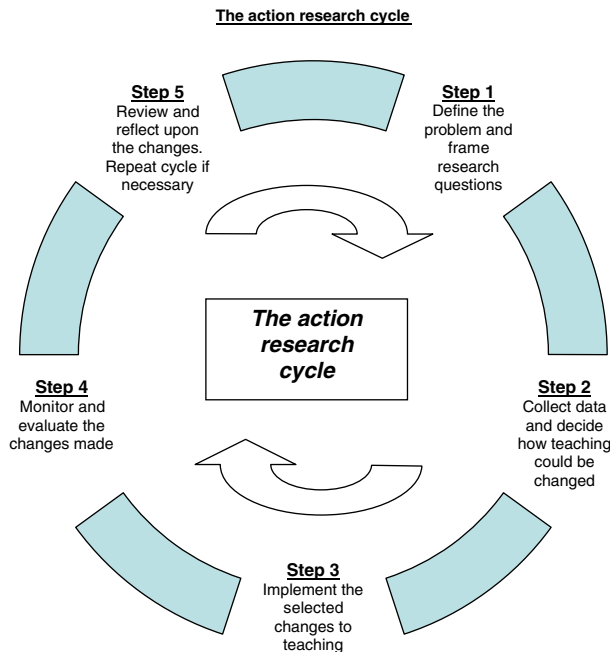 The action research cycle
Step 1
Define the
problem and
frame
research
questions
Step 2
Collect data
and decide
how teaching
could be
changed
Step 3
Implement the
selected
changes to
teaching
Step 4
Monitor and
evaluate the
changes made
Step 5
Review and
reflect upon
the changes.
Repeat cycle if
necessary
The action
research
cycle